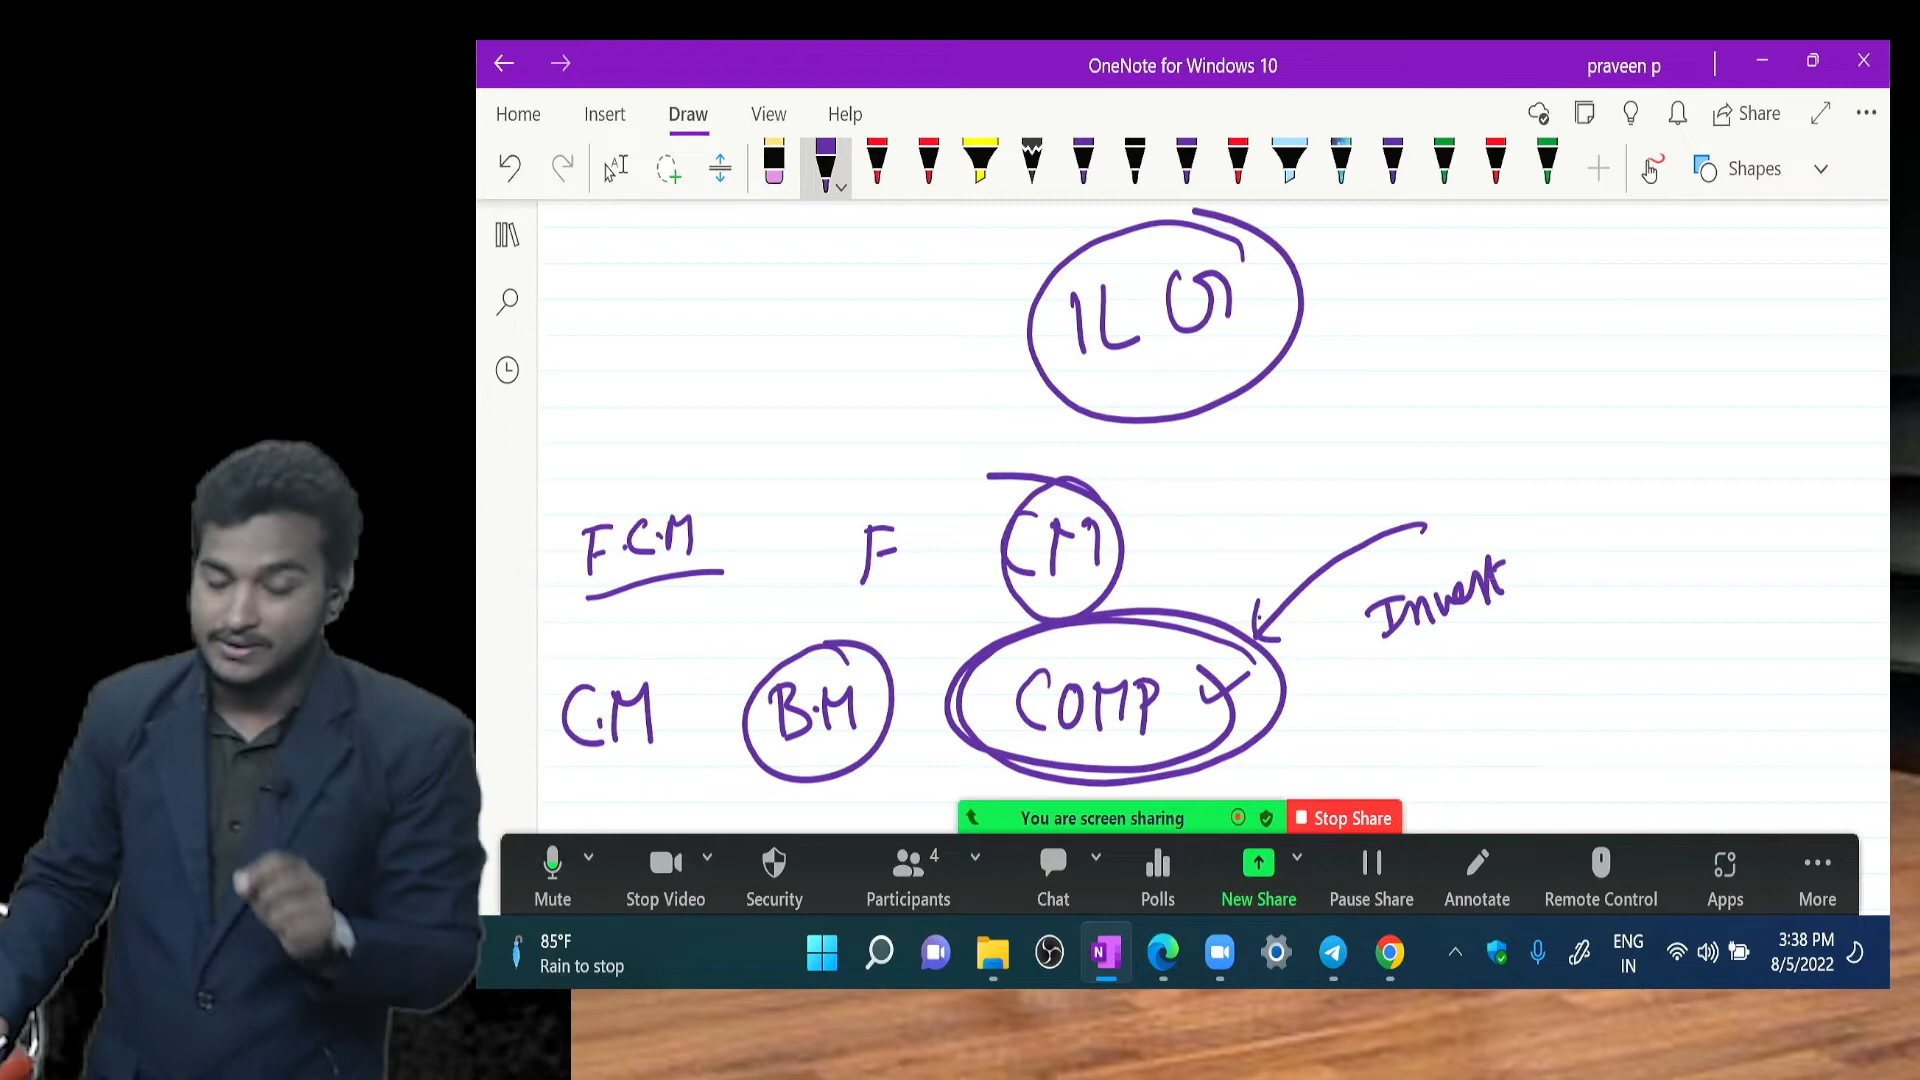 OneNote for Windows 10
praveen p
Home Insert Draw View Help
Share
Shapes
F.C.M F CM
Invest
C.M B.M COMP
You are screen sharing
Stop Share
4
Mute Stop Video Security Participants Chat Polls New Share Pause Share Annotate Remote Control Apps More
85°F
Rain to stop
ENG
IN
3:38 PM
8/5/2022